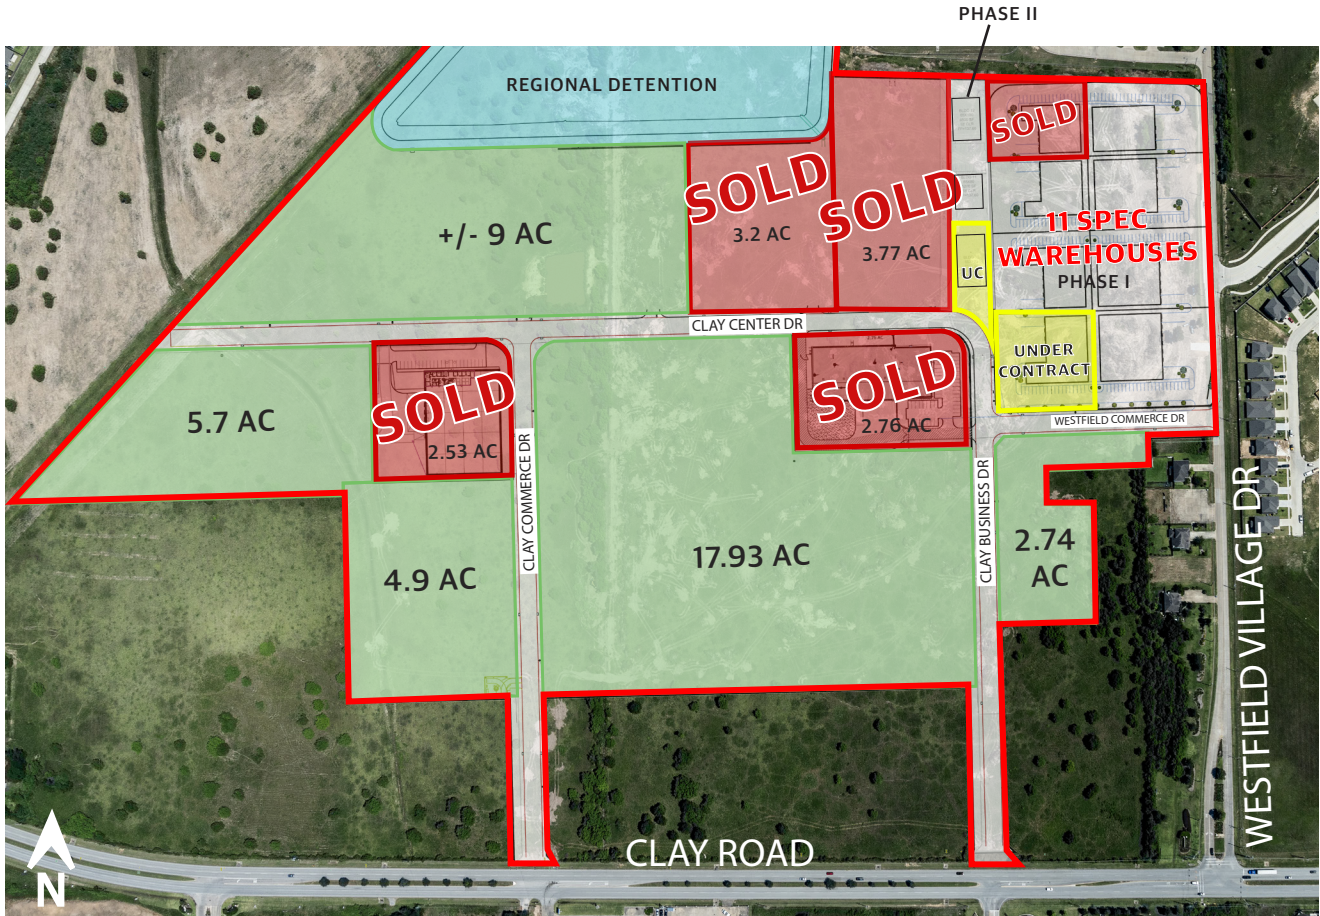 PHASE II
REGIONAL DETENTION
SOLD
SOLD
3.2 AC
SOLD
3.77 AC
+/- 9 AC
11 SPEC
WAREHOUSES
PHASE I
UC
CLAY CENTER DR
UNDER
CONTRACT
SOLD
2.53 AC
SOLD
2.76 AC
5.7 AC
WESTFIELD COMMERCE DR
CLAY COMMERCE DR
CLAY BUSINESS DR
4.9 AC
17.93 AC
2.74
AC
WESTFIELD VILLAGE DR
CLAY ROAD
N